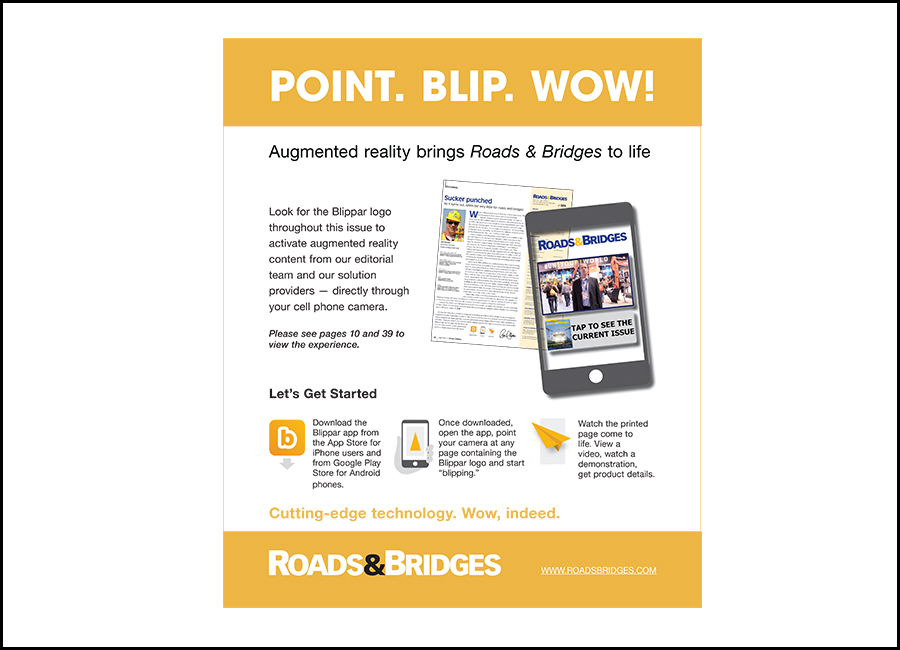 POINT. BLIP. WOW!
Augmented reality brings Roads & Bridges to life
Look for the Blippar logo
throughout this issue to
activate augmented reality
content from our editorial
team and our solution
providers — directly through
your cell phone camera.
Please see pages 10 and 39 to
view the experience.
Sucker punched
ROADS&BRIDGES
W
ROADS&BRIDGES
WORLD
TAP TO SEE THE
CURRENT ISSUE
Let's Get Started
b
Download the
Blippar app from
the App Store for
iPhone users and
from Google Play
Store for Android
phones.
Once downloaded,
open the app, point
your camera at any
page containing the
Blippar logo and start
“blipping.”
Watch the printed
page come to
life. View a
video, watch a
demonstration,
get product details.
Cutting-edge technology. Wow, indeed.
ROADS&BRIDGES
WWW.ROADSBRIDGES.COM